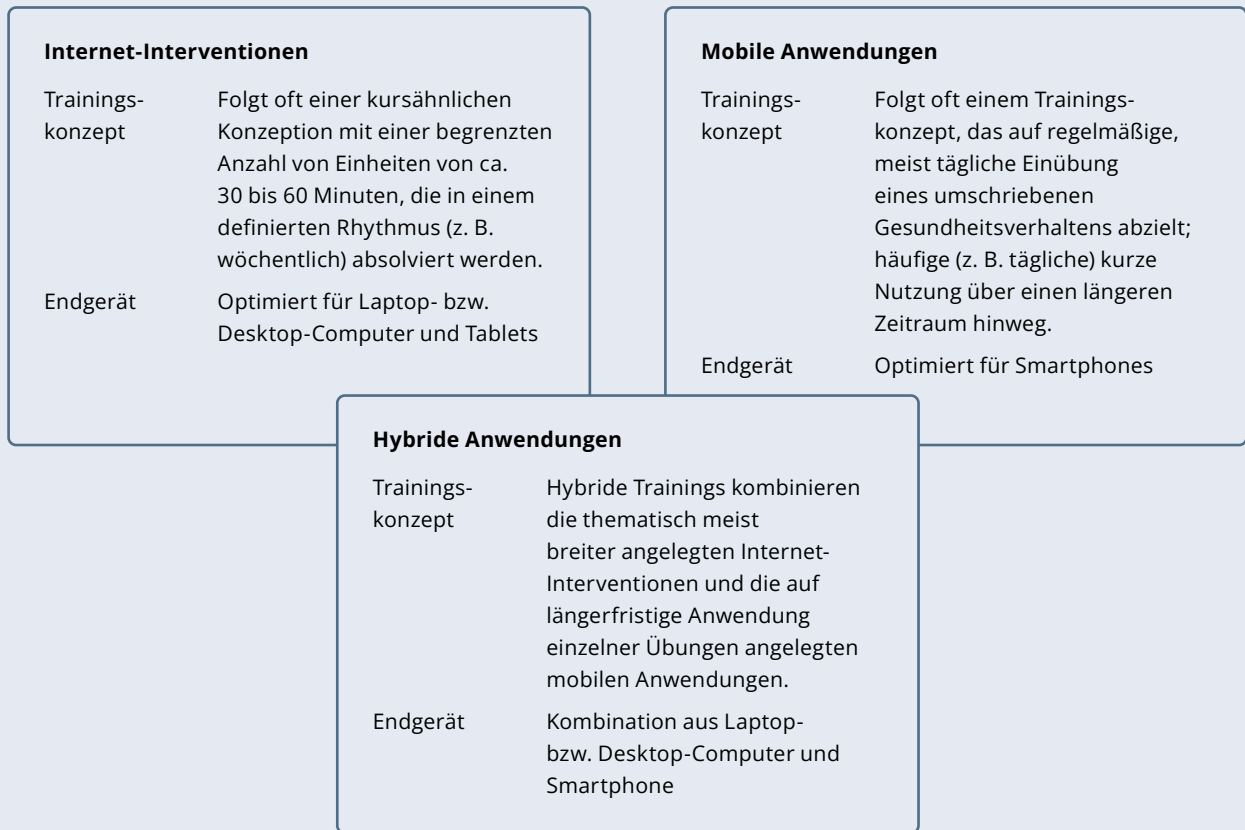 Internet-Interventionen
Trainings-
konzept
Folgt oft einer kursähnlichen
Konzeption mit einer begrenzten
Anzahl von Einheiten von ca.
30 bis 60 Minuten, die in einem
definierten Rhythmus (z. B.
wöchentlich) absolviert werden.
Endgerät
Optimiert für Laptop- bzw.
Desktop-Computer und Tablets
Mobile Anwendungen
Trainings-
konzept
Folgt oft einem Trainings-
konzept, das auf regelmäßige,
meist tägliche Einübung
eines umschriebenen
Gesundheitsverhaltens abzielt;
häufige (z. B. tägliche) kurze
Nutzung über einen längeren
Zeitraum hinweg.
Endgerät
Optimiert für Smartphones
Hybride Anwendungen
Trainings-
konzept
Hybride Trainings kombinieren
die thematisch meist
breiter angelegten Internet-
Interventionen und die auf
längerfristige Anwendung
einzelner Übungen angelegten
mobilen Anwendungen.
Endgerät
Kombination aus Laptop-
bzw. Desktop-Computer und
Smartphone